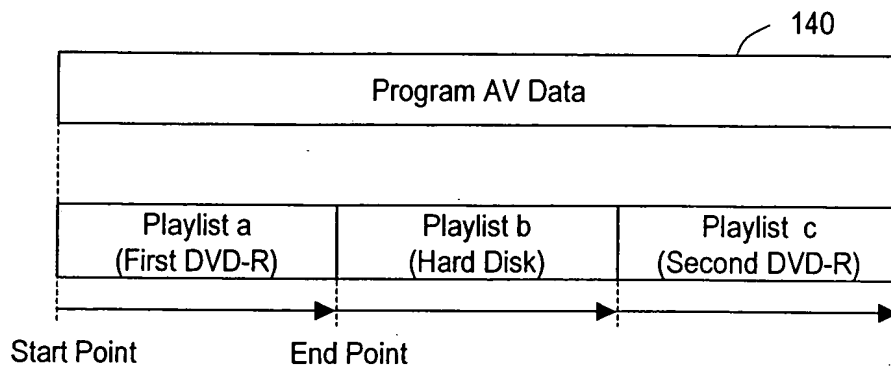 140
Program AV Data
Playlist a
(First DVD-R)
Playlist b
(Hard Disk)
Playlist c
(Second DVD-R)
Start Point
End Point